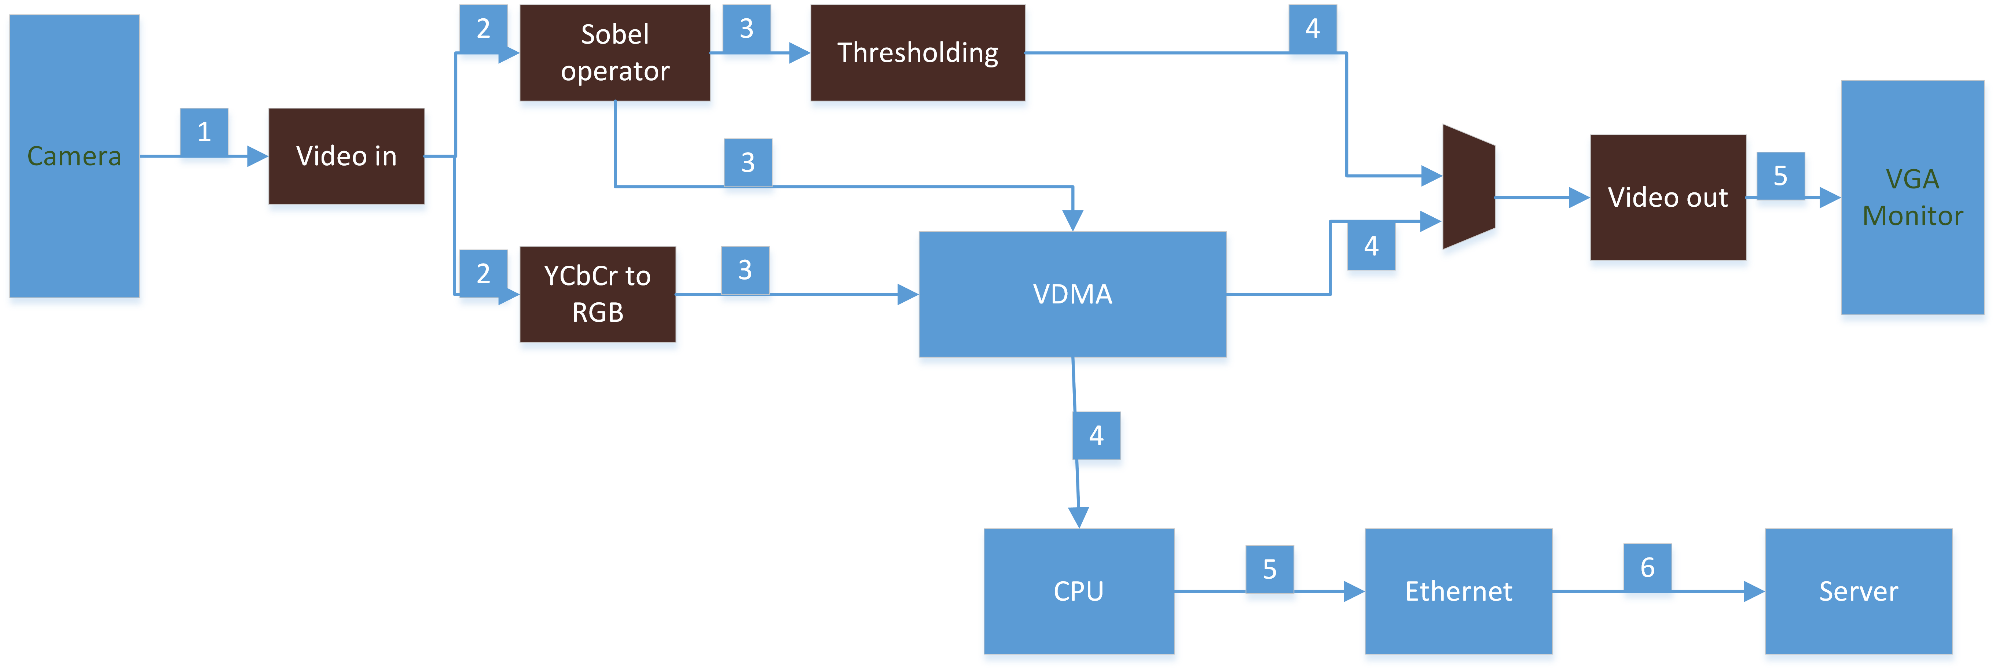 Camera
1
Video in
2
Sobel
operator
3
Thresholding
4
3
2
YCbCr to
RGB
3
VDMA
4
Video out
5
VGA
Monitor
4
CPU
5
Ethernet
6
Server